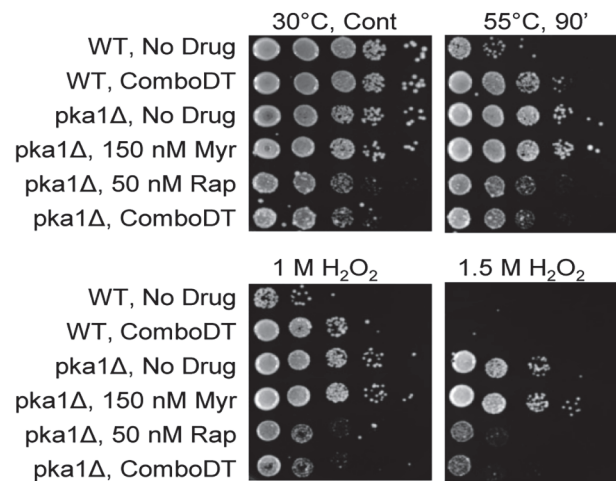 30°C, Cont
55°C, 90’
WT, No Drug
WT, ComboDT
pka1Δ, No Drug
pka1Δ, 150 nM Myr
pka1Δ, 50 nM Rap
pka1Δ, ComboDT
1 M H₂O₂
1.5 M H₂O₂
WT, No Drug
WT, ComboDT
pka1Δ, No Drug
pka1Δ, 150 nM Myr
pka1Δ, 50 nM Rap
pka1Δ, ComboDT